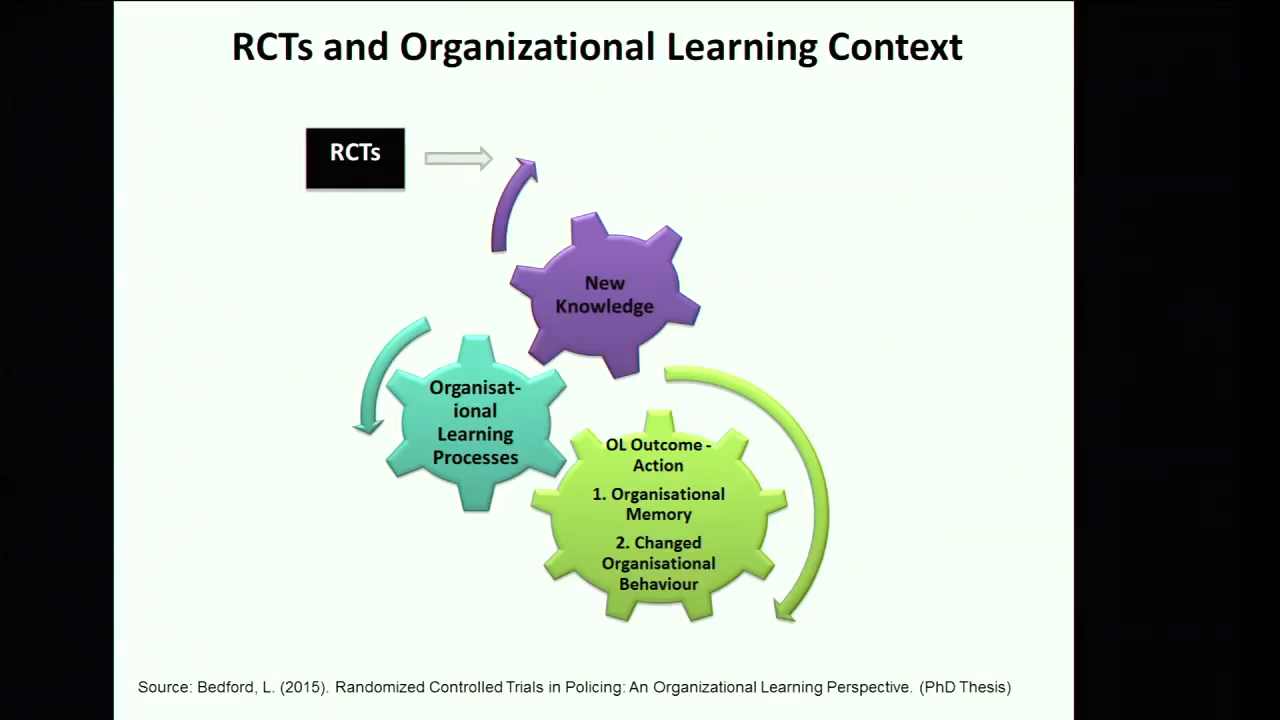 RCTs and Organizational Learning Context
RCTs
New
Knowledge
Organisat-
ional
Learning
Processes
OL Outcome -
Action
1. Organisational
Memory
2. Changed
Organisational
Behaviour
Source: Bedford, L. (2015). Randomized Controlled Trials in Policing: An Organizational Learning Perspective. (PhD Thesis)